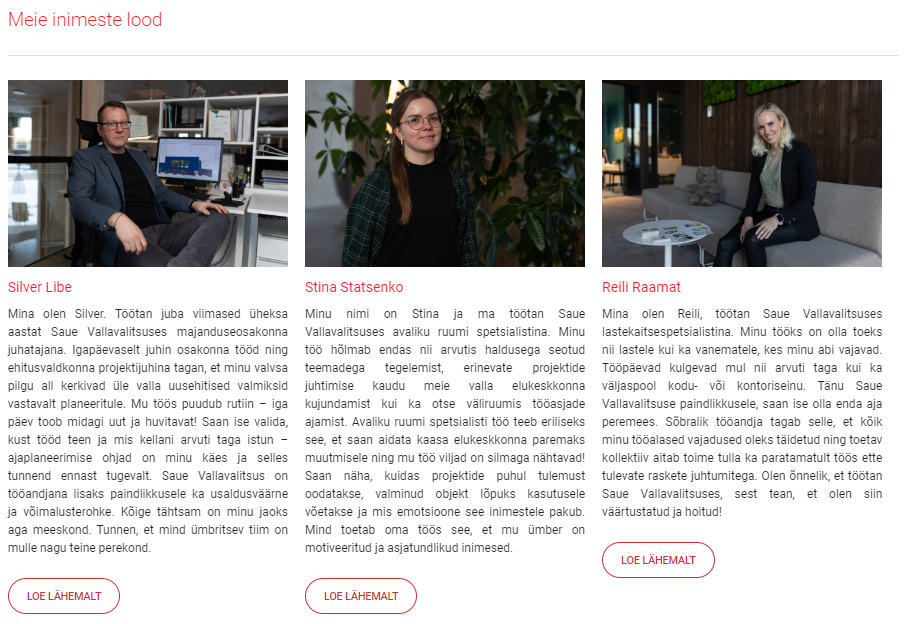 Meie inimeste lood
Silver Libe
Mina olen Silver. Töötan juba viimased üheksa
aastat Saue Vallavalitsuses majanduseosakonna
juhatajana. Igapäevaselt juhin osakonna tööd ning
ehitusvaldkonna projektijuhina tagan, et minu valvsa
pilgu all kerkivad üle valla uusehitised valmiksid
vastavalt planeeritule. Mu töös puudub rutiin – iga
päev toob midagi uut ja huvitavat! Saan ise valida,
kust tööd teen ja mis kellani arvuti taga istun –
ajaplaneerimise ohjad on minu käes ja selles
tunnend ennast tugevalt. Saue Vallavalitsus on
tööandjana lisaks paindlikkusele ka usaldusväärne
ja võimalusterohke. Kõige tähtsam on minu jaoks
aga meeskond. Tunnen, et mind ümbritsev tiim on
mulle nagu teine perekond.
LOE LÄHEMALT
Stina Statsenko
Minu nimi on Stina ja ma töötan Saue
Vallavalitsuses avaliku ruumi spetsialistina. Minu
töö hõlmab endas nii arvutis haldusega seotud
teemadega tegelemist, erinevate projektide
juhtimise kaudu meie valla elukeskkonna
kujundamist kui ka otse väliruumis tööasjade
ajamist. Avaliku ruumi spetsialisti töö teeb eriliseks
see, et saan aidata kaasa elukeskkonna paremaks
muutmisele ning mu töö viljad on silmaga nähtavad!
Saan näha, kuidas projektide puhul tulemust
oodatakse, valminud objekt lõpuks kasutusele
võetakse ja mis emotsioone see inimestele pakub.
Mind toetab oma töös see, et mu ümber on
motiveeritud ja asjatundlikud inimesed.
LOE LÄHEMALT
Reili Raamat
Mina olen Reili, töötan Saue Vallavalitsuses
lastekaitsespetsialistina. Minu tööks on olla toeks
nii lastele kui ka vanematele, kes minu abi vajavad.
Tööpäevad kulgevad mul nii arvuti taga kui ka
väljaspool kodu- või kontoriseinu. Tänu Saue
Vallavalitsuse paindlikkusele, saan ise olla enda aja
peremees. Sõbralik tööandja tagab selle, et kõik
minu tööalased vajadused oleks täidetud ning toetav
kollektiiv aitab toime tulla ka paratamatult töös ette
tulevate raskete juhtumitega. Olen õnnelik, et töötan
Saue Vallavalitsuses, sest tean, et olen siin
väärtustatud ja hoitud!
LOE LÄHEMALT